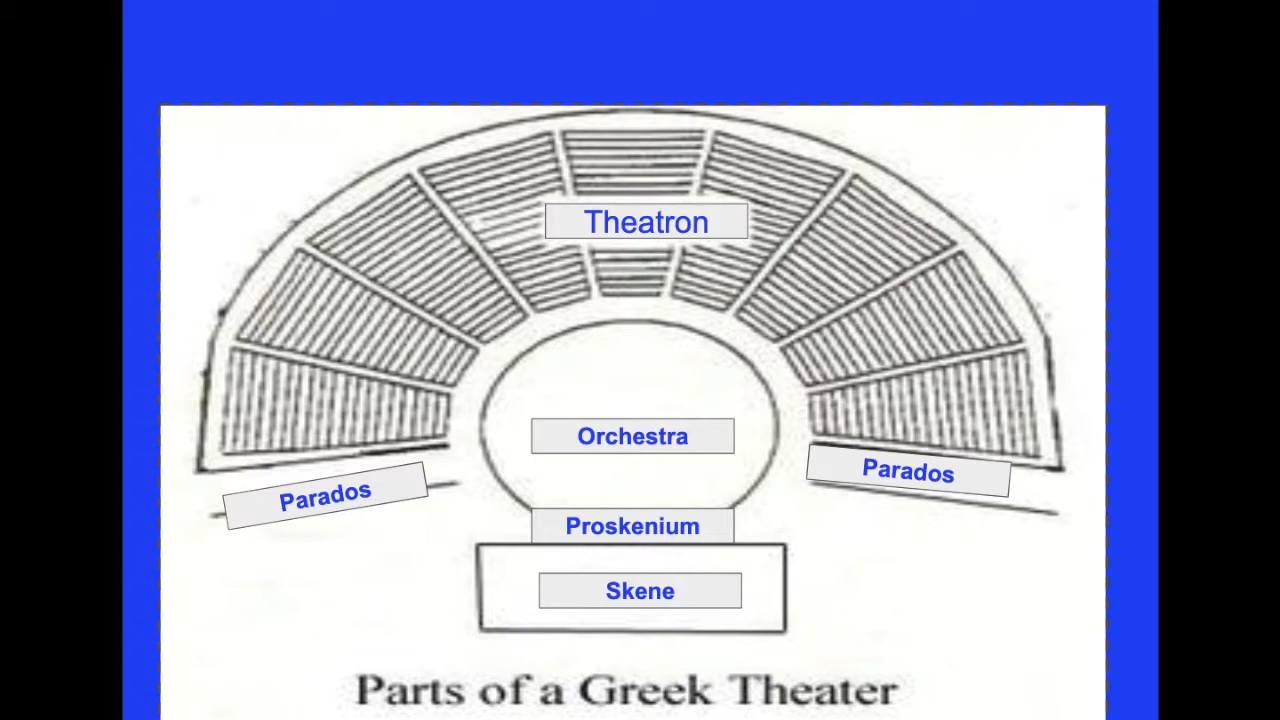 Theatron
Orchestra
Parados
Parados
Proskenium
Skene
Parts of a Greek Theater